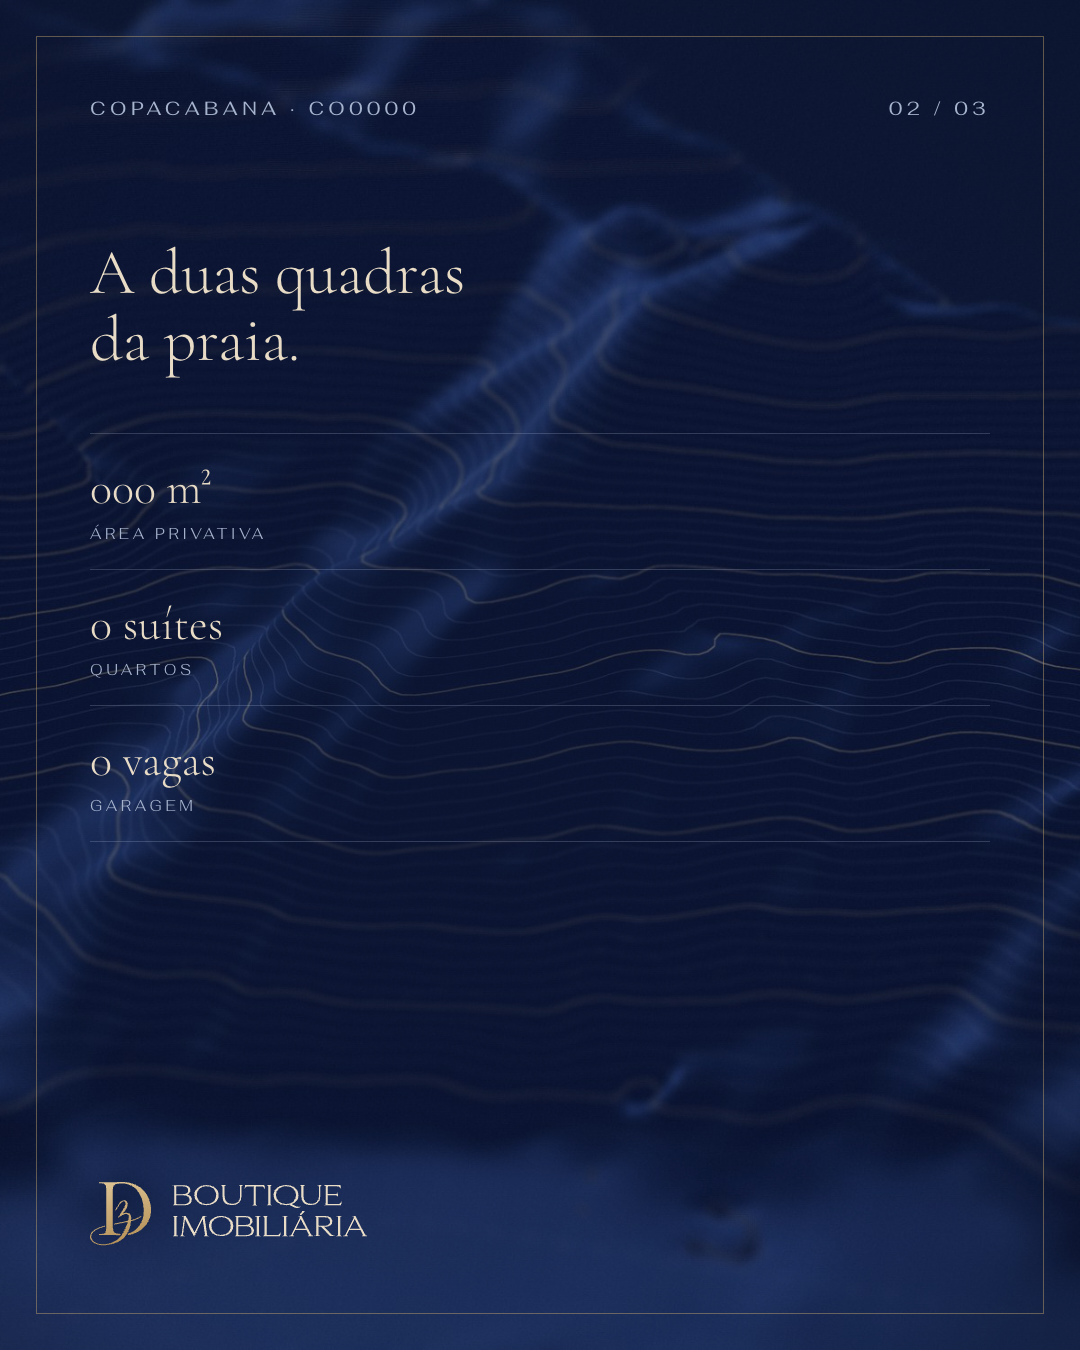 COPACABANA · CO0000
02 / 03
A duas quadras
da praia.
000 m²
ÁREA PRIVATIVA
0 suítes
QUARTOS
0 vagas
GARAGEM
BOUTIQUE
IMOBILIÁRIA